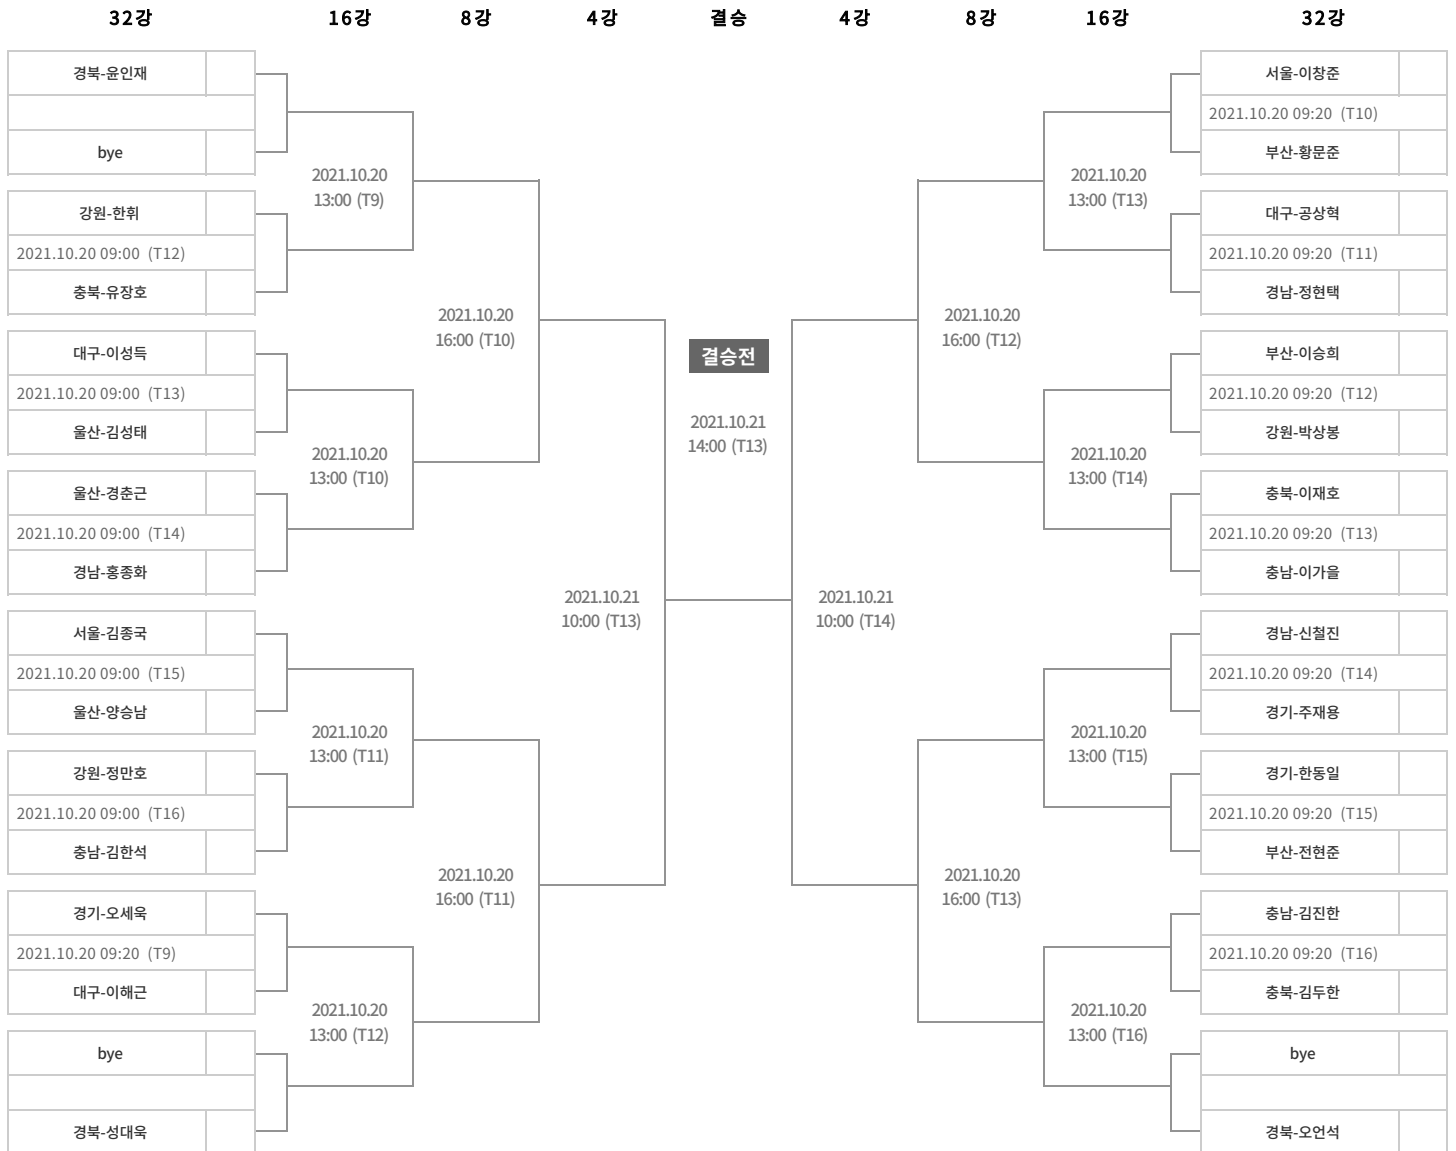 32강 16강 8강 4강 결승 4강 8강 16강 32강
경북-윤인재
bye
강원-한휘
2021.10.20 09:00 (T12)
충북-유장호
대구-이성득
2021.10.20 09:00 (T13)
울산-김성태
울산-경춘근
2021.10.20 09:00 (T14)
경남-홍종화
서울-김종국
2021.10.20 09:00 (T15)
울산-양승남
강원-정만호
2021.10.20 09:00 (T16)
충남-김한석
경기-오세욱
2021.10.20 09:20 (T9)
대구-이해근
bye
경북-성대욱
2021.10.20
13:00 (T9)
2021.10.20
13:00 (T10)
2021.10.20
13:00 (T11)
2021.10.20
13:00 (T12)
2021.10.20
16:00 (T10)
2021.10.20
16:00 (T11)
2021.10.21
10:00 (T13)
결승전
2021.10.21
14:00 (T13)
2021.10.21
10:00 (T14)
2021.10.20
16:00 (T12)
2021.10.20
16:00 (T13)
2021.10.20
13:00 (T13)
2021.10.20
13:00 (T14)
2021.10.20
13:00 (T15)
2021.10.20
13:00 (T16)
서울-이창준
2021.10.20 09:20 (T10)
부산-황문준
대구-공상혁
2021.10.20 09:20 (T11)
경남-정현택
부산-이승희
2021.10.20 09:20 (T12)
강원-박상봉
충북-이재호
2021.10.20 09:20 (T13)
충남-이가을
경남-신철진
2021.10.20 09:20 (T14)
경기-주재용
경기-한동일
2021.10.20 09:20 (T15)
부산-전현준
충남-김진한
2021.10.20 09:20 (T16)
충북-김두한
bye
경북-오언석